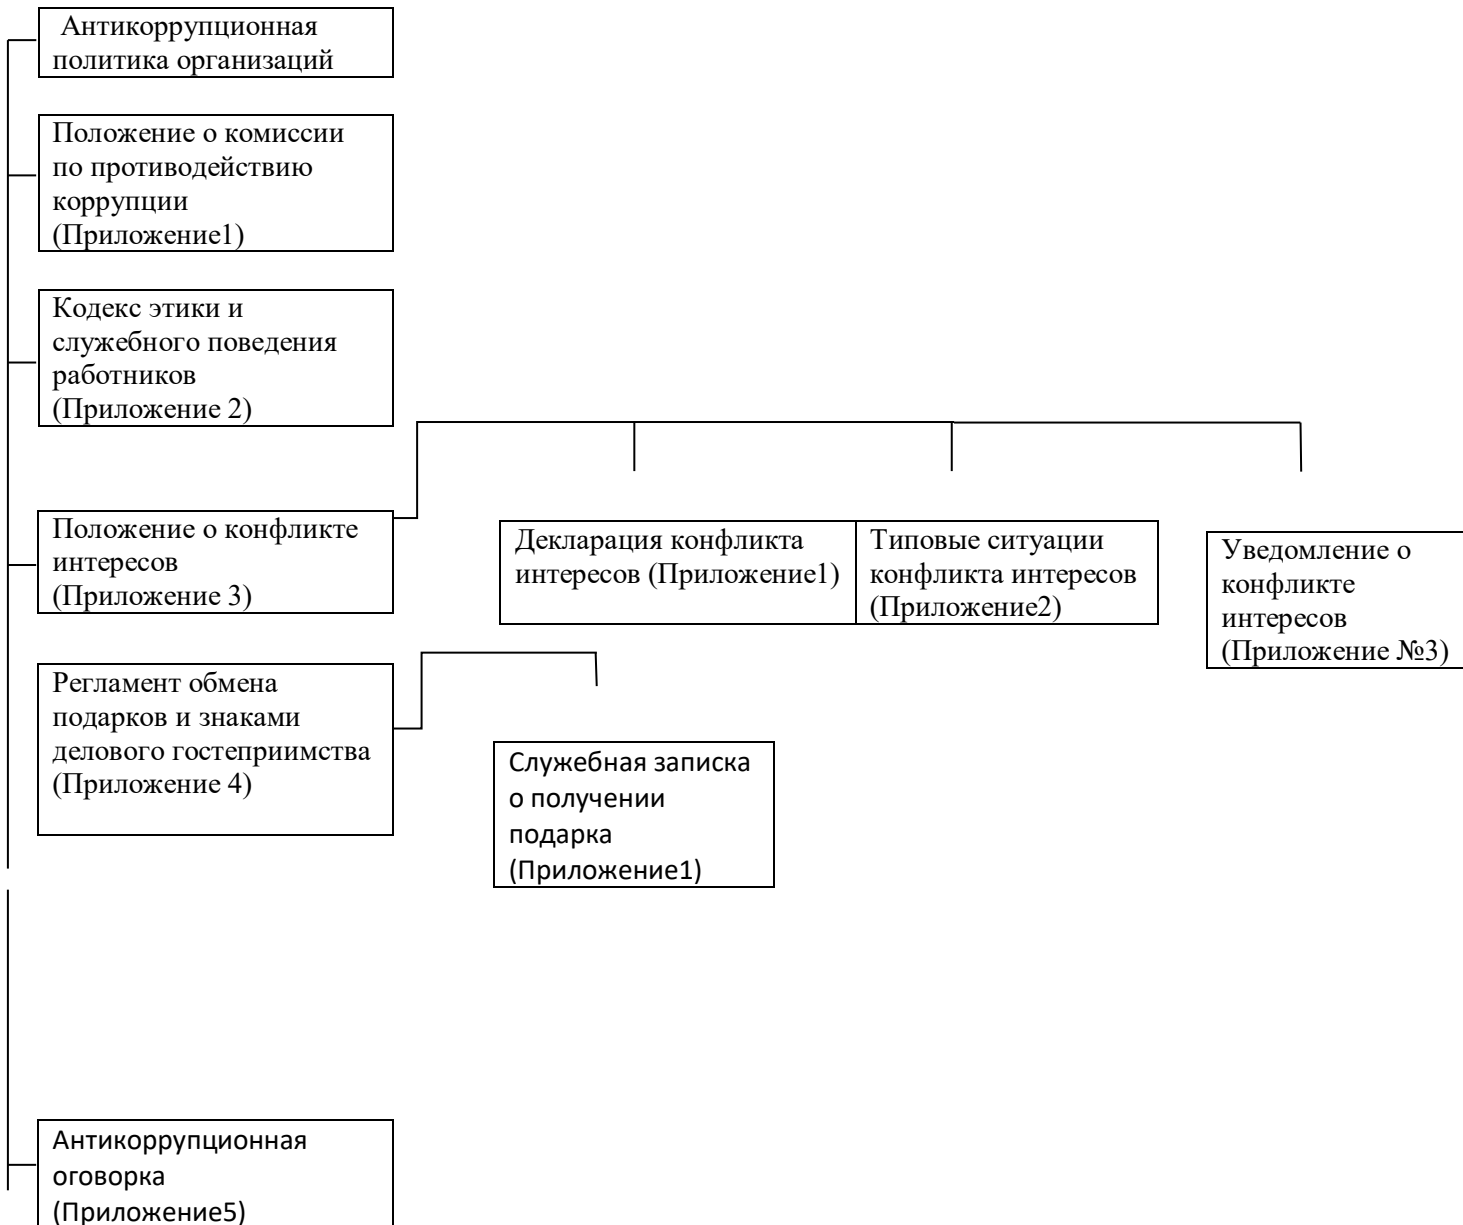 Антикоррупционная
политика организаций
Положение о комиссии
по противодействию
коррупции
(Приложение1)
Кодекс этики и
служебного поведения
работников
(Приложение 2)
Положение о конфликте
интересов
(Приложение 3)
Декларация конфликта
интересов (Приложение1)
Типовые ситуации
конфликта интересов
(Приложение2)
Уведомление о
конфликте
интересов
(Приложение №3)
Регламент обмена
подарков и знаками
делового гостеприимства
(Приложение 4)
Служебная записка
о получении
подарка
(Приложение1)
Антикоррупционная
оговорка
(Приложение5)